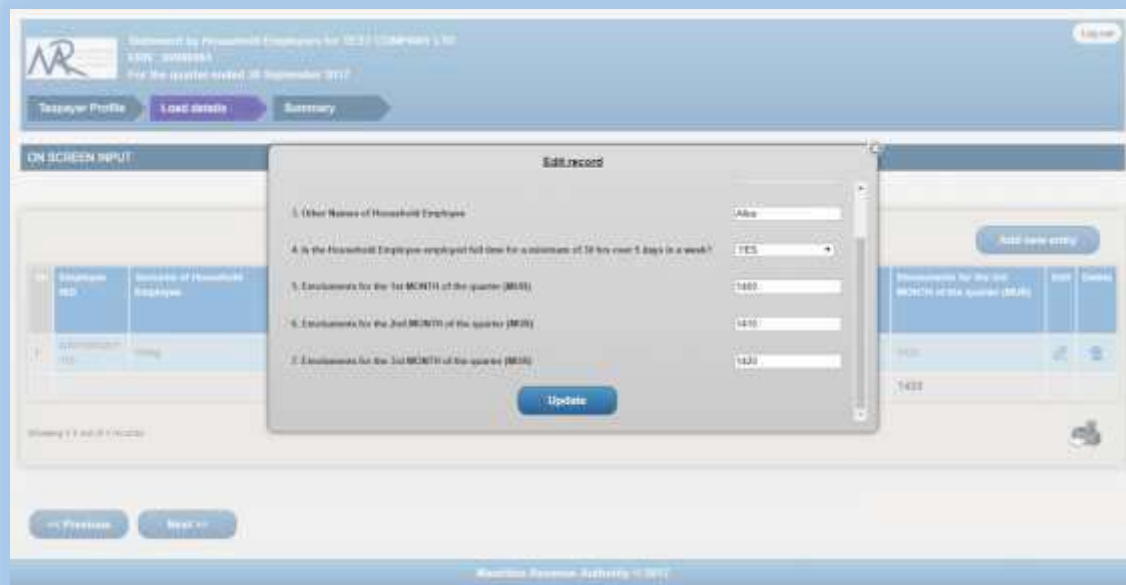 Statement by Household Employers for TEST COMPANY LTD
For the quarter ended 30 September 2017
Log out
Taxpayer Profile
Load details
Summary
ON SCREEN INPUT
Edit record
3. Other Names of Household Employee
4. Is the Household Employee employed full time for a minimum of 30 hrs over 5 days in a week? YES
5. Emoluments for the 1st MONTH of the quarter (MUR) 1400
6. Emoluments for the 2nd MONTH of the quarter (MUR) 1410
7. Emoluments for the 3rd MONTH of the quarter (MUR) 1420
Update
Add new entry
Employee NID
Surname of Household Employee
Emoluments for the 3rd MONTH of the quarter (MUR)
Edit
Delete
1
<< Previous
Next >>
Mauritius Revenue Authority © 2017